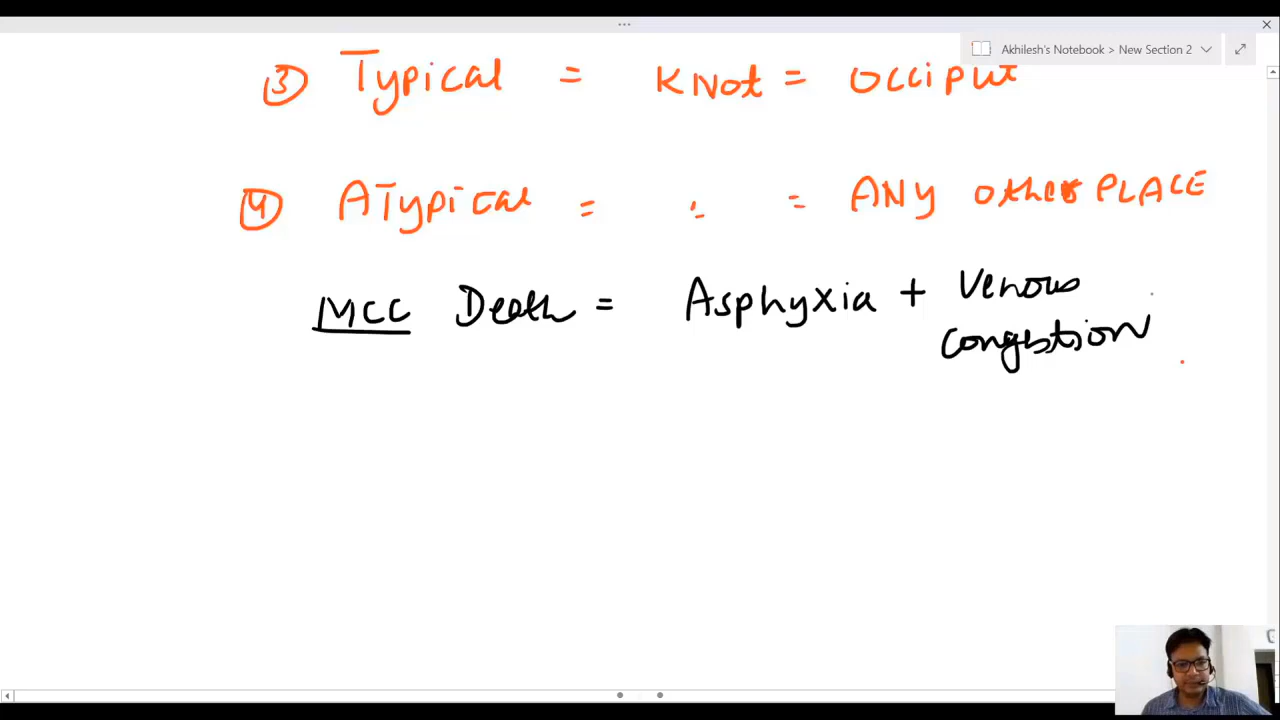 Akhilesh's Notebook > New Section 2
③ Typical = KNot = OCCiput
④ ATypical = : = ANY other PLACE
MCC Death = Asphyxia + Venous
Congestion